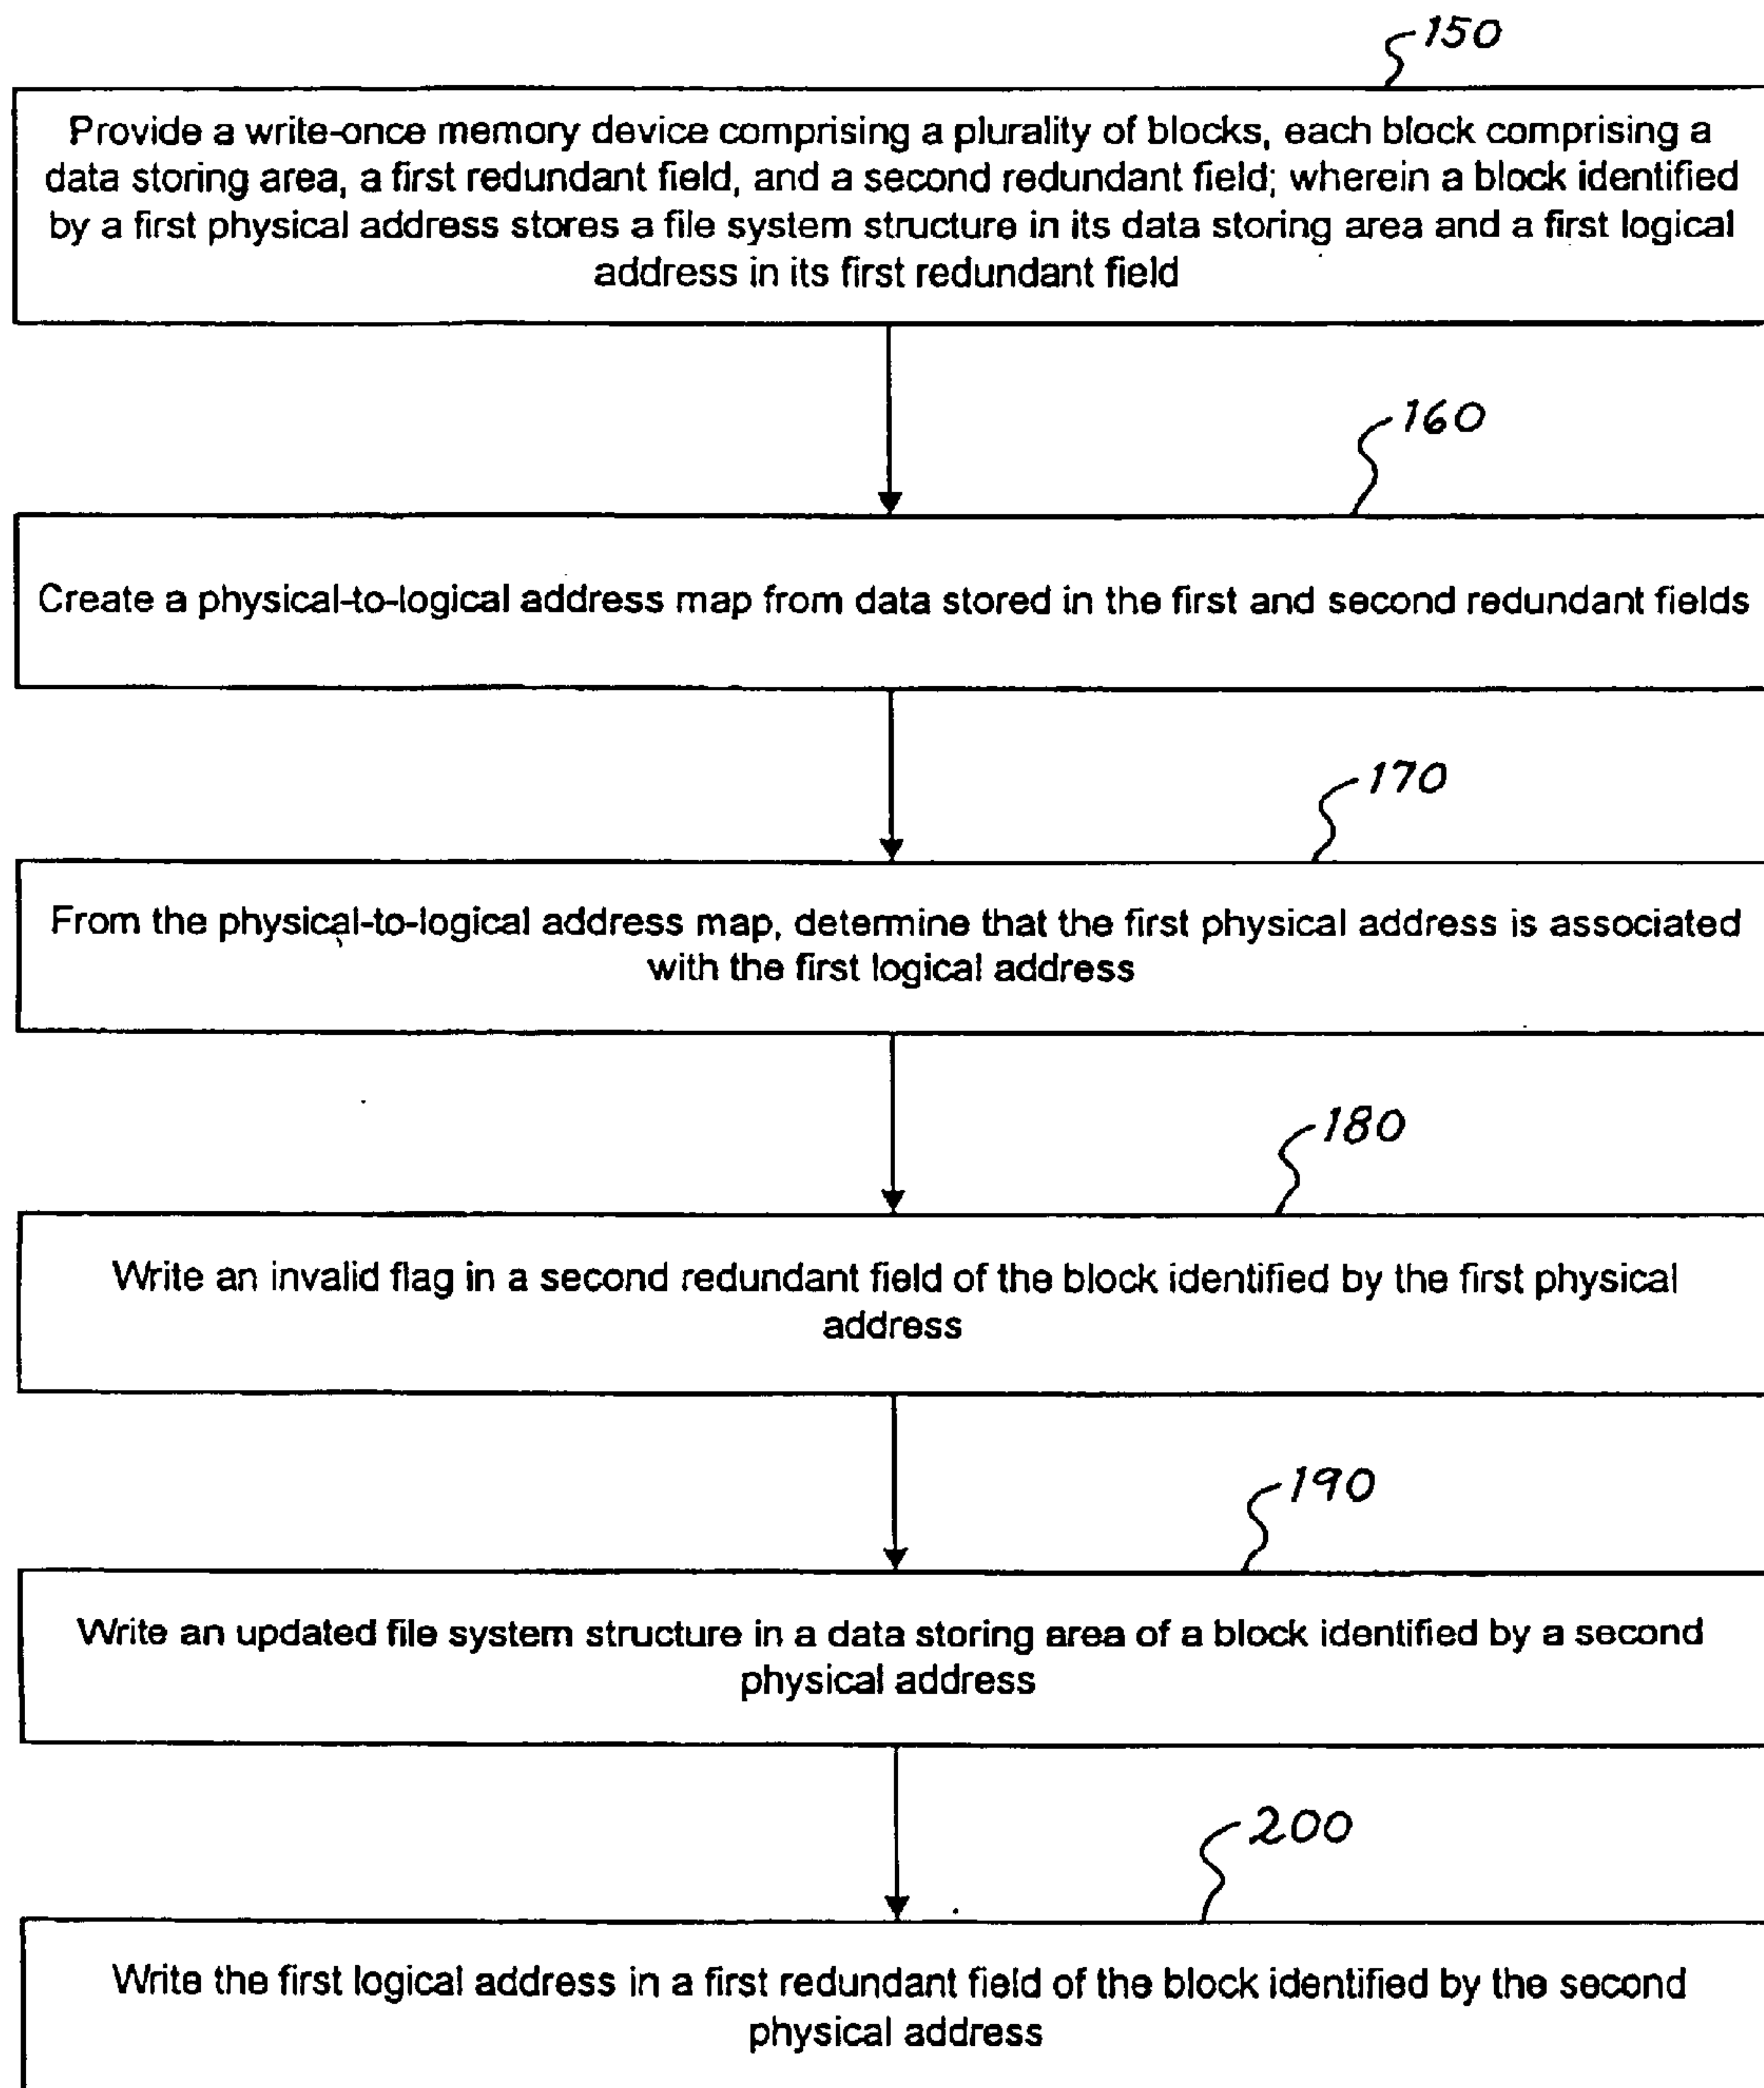 150
Provide a write-once memory device comprising a plurality of blocks, each block comprising a
data storing area, a first redundant field, and a second redundant field; wherein a block identified
by a first physical address stores a file system structure in its data storing area and a first logical
address in its first redundant field
160
Create a physical-to-logical address map from data stored in the first and second redundant fields
170
From the physical-to-logical address map, determine that the first physical address is associated
with the first logical address
180
Write an invalid flag in a second redundant field of the block identified by the first physical
address
190
Write an updated file system structure in a data storing area of a block identified by a second
physical address
200
Write the first logical address in a first redundant field of the block identified by the second
physical address